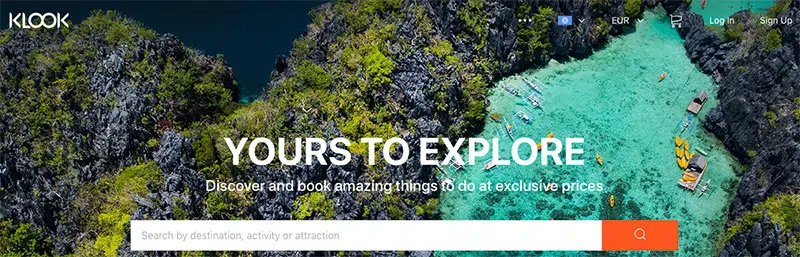 KLOOK
EUR
Log In
Sign Up
YOURS TO EXPLORE
Discover and book amazing things to do at exclusive prices
Search by destination, activity or attraction